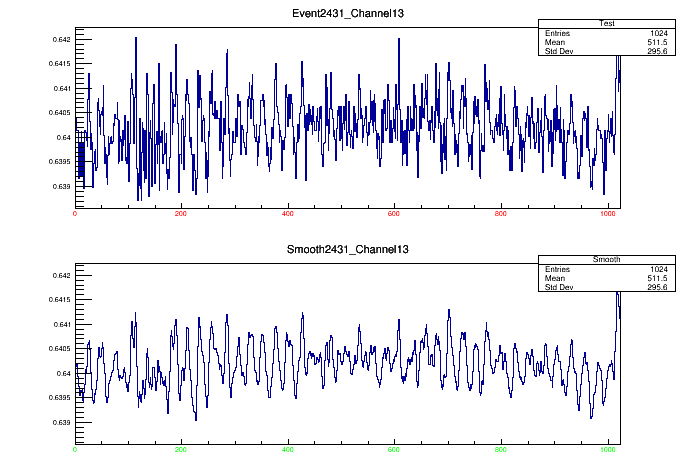 Event2431_Channel13
Test
Entries 1024
Mean 511.5
Std Dev 295.6
0.642
0.6415
0.641
0.6405
0.64
0.6395
0.639
0 200 400 600 800 1000
Smooth2431_Channel13
Smooth
Entries 1024
Mean 511.5
Std Dev 295.6
0.642
0.6415
0.641
0.6405
0.64
0.6395
0.639
0 200 400 600 800 1000